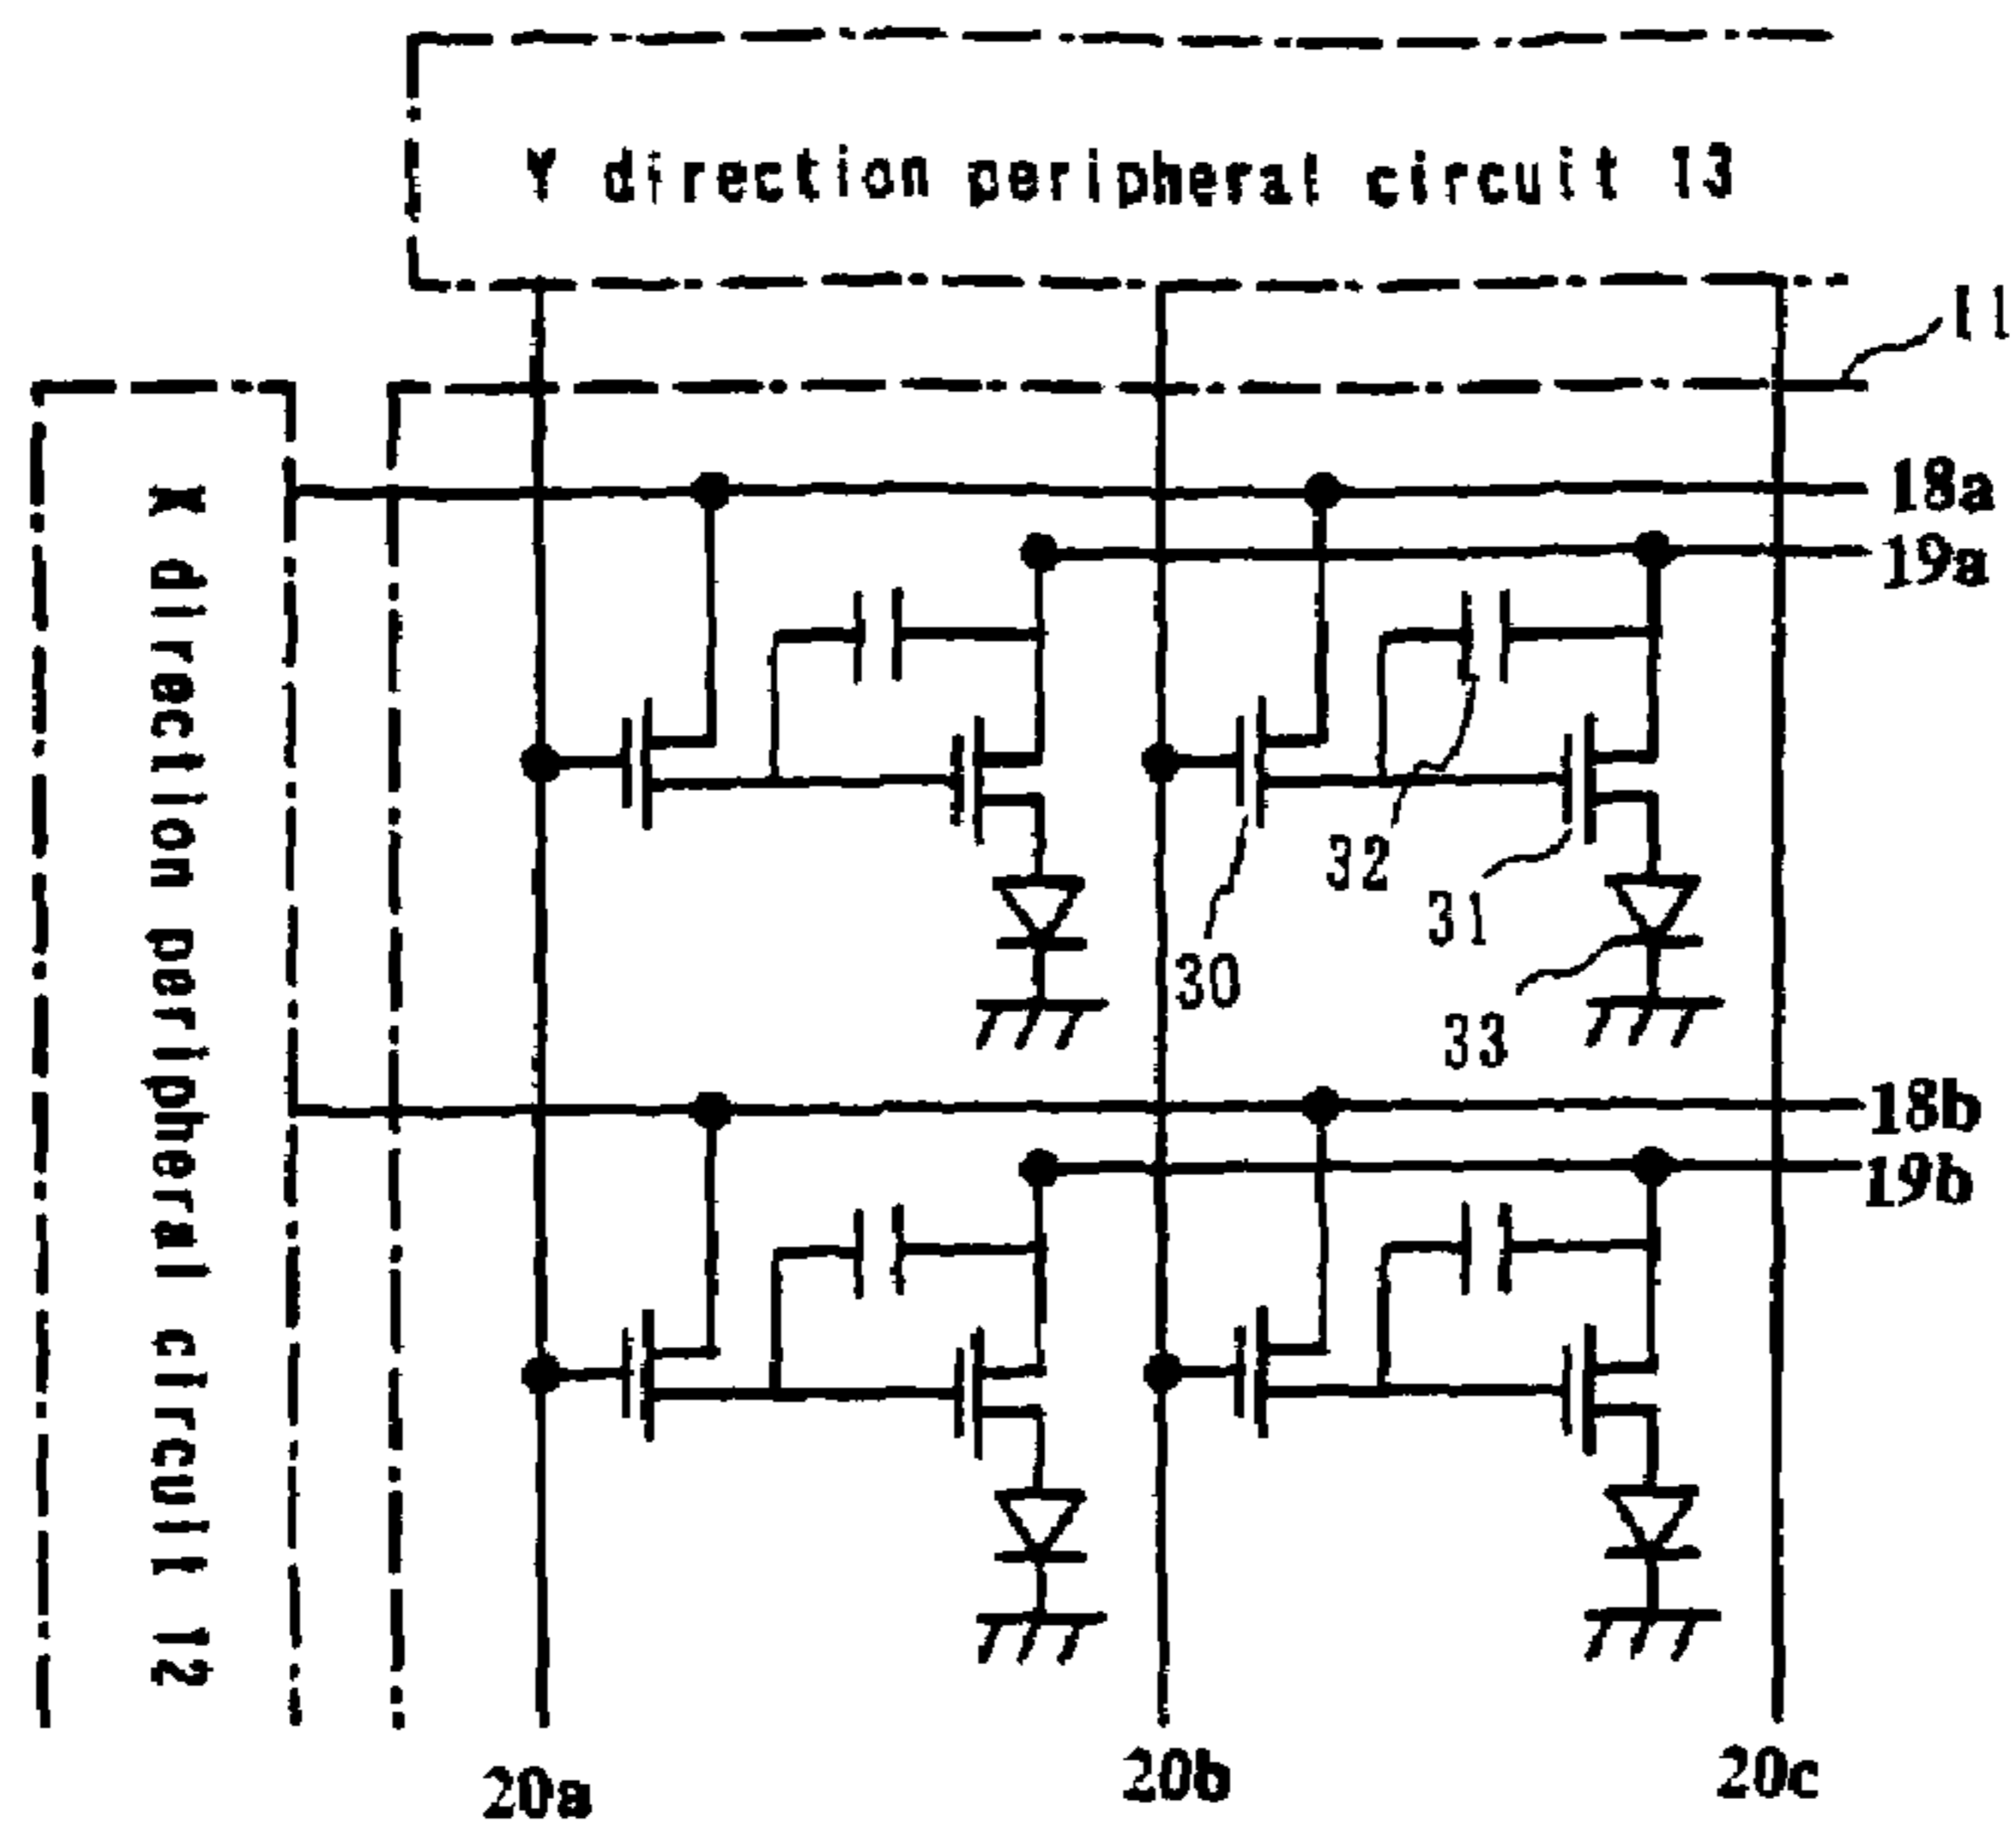 Y direction peripheral circuit 13
11
X direction peripheral circuit 12
18a
19a
32
31
30
33
18b
19b
20a
20b
20c